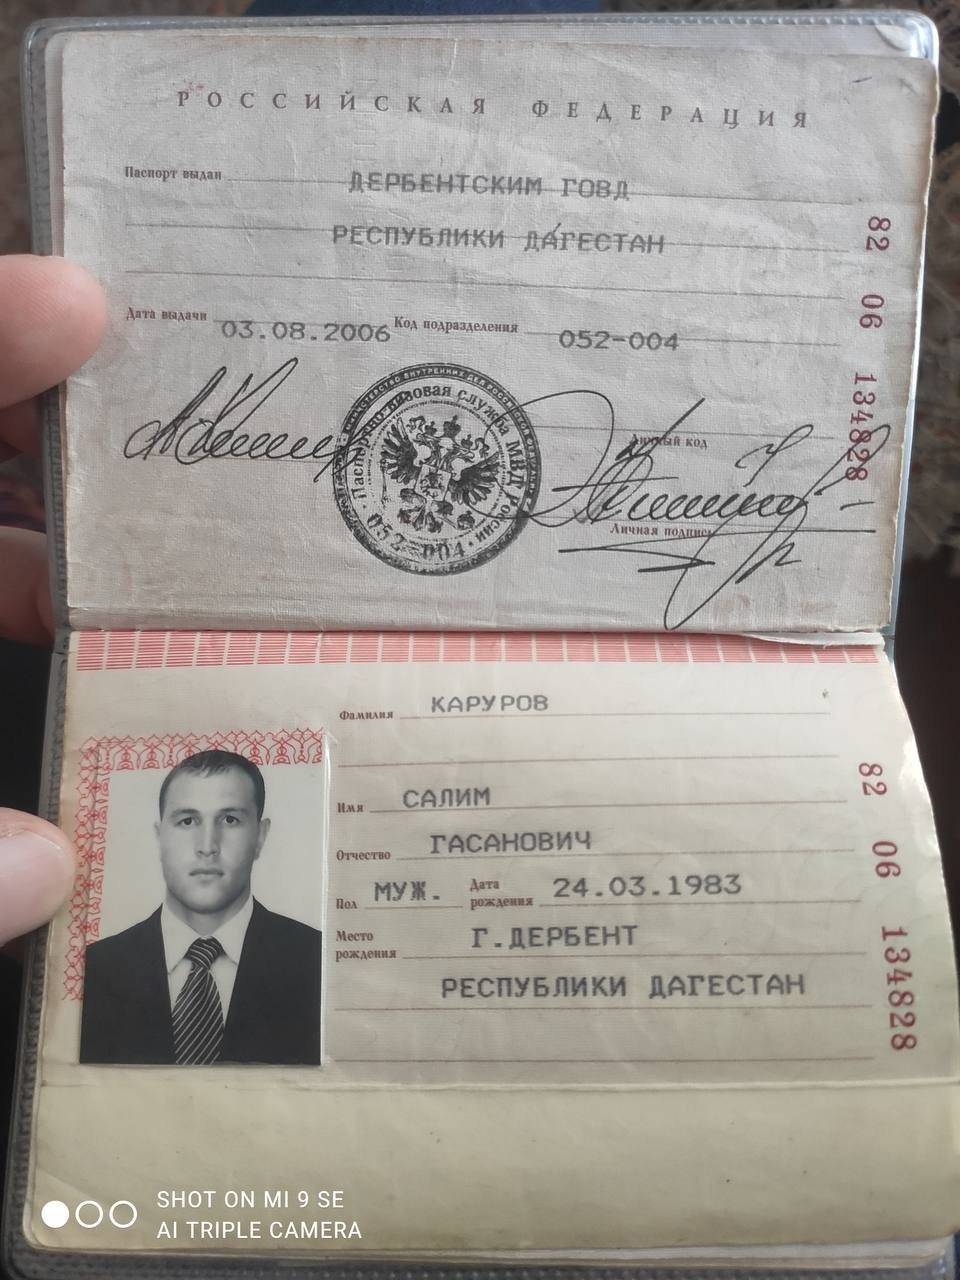 РОССИЙСКАЯ ФЕДЕРАЦИЯ
Паспорт выдан ДЕРБЕНТСКИМ ГОВД
РЕСПУБЛИКИ ДАГЕСТАН
Дата выдачи 03.08.2006 Код подразделения 052-004
82 06 134828
Паспортно-визовая служба МВД России
052-004
Личный код
Личная подпись
Фамилия КАРУРОВ
Имя САЛИМ
Отчество ГАСАНОВИЧ
Пол МУЖ. Дата рождения 24.03.1983
Место рождения Г.ДЕРБЕНТ
РЕСПУБЛИКИ ДАГЕСТАН
82 06 134828
SHOT ON MI 9 SE
AI TRIPLE CAMERA